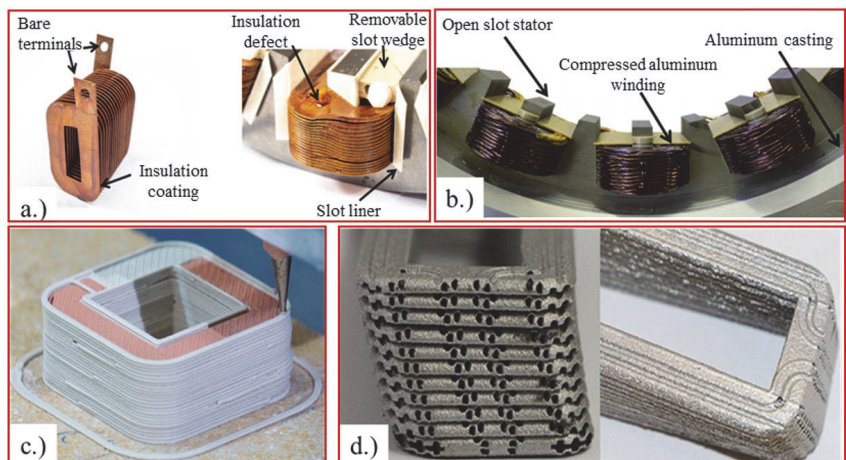 Bare
terminals
Insulation
coating
a.)
Insulation
defect
Removable
slot wedge
Slot liner
Open slot stator
Compressed aluminum
winding
Aluminum casting
b.)
c.)
d.)